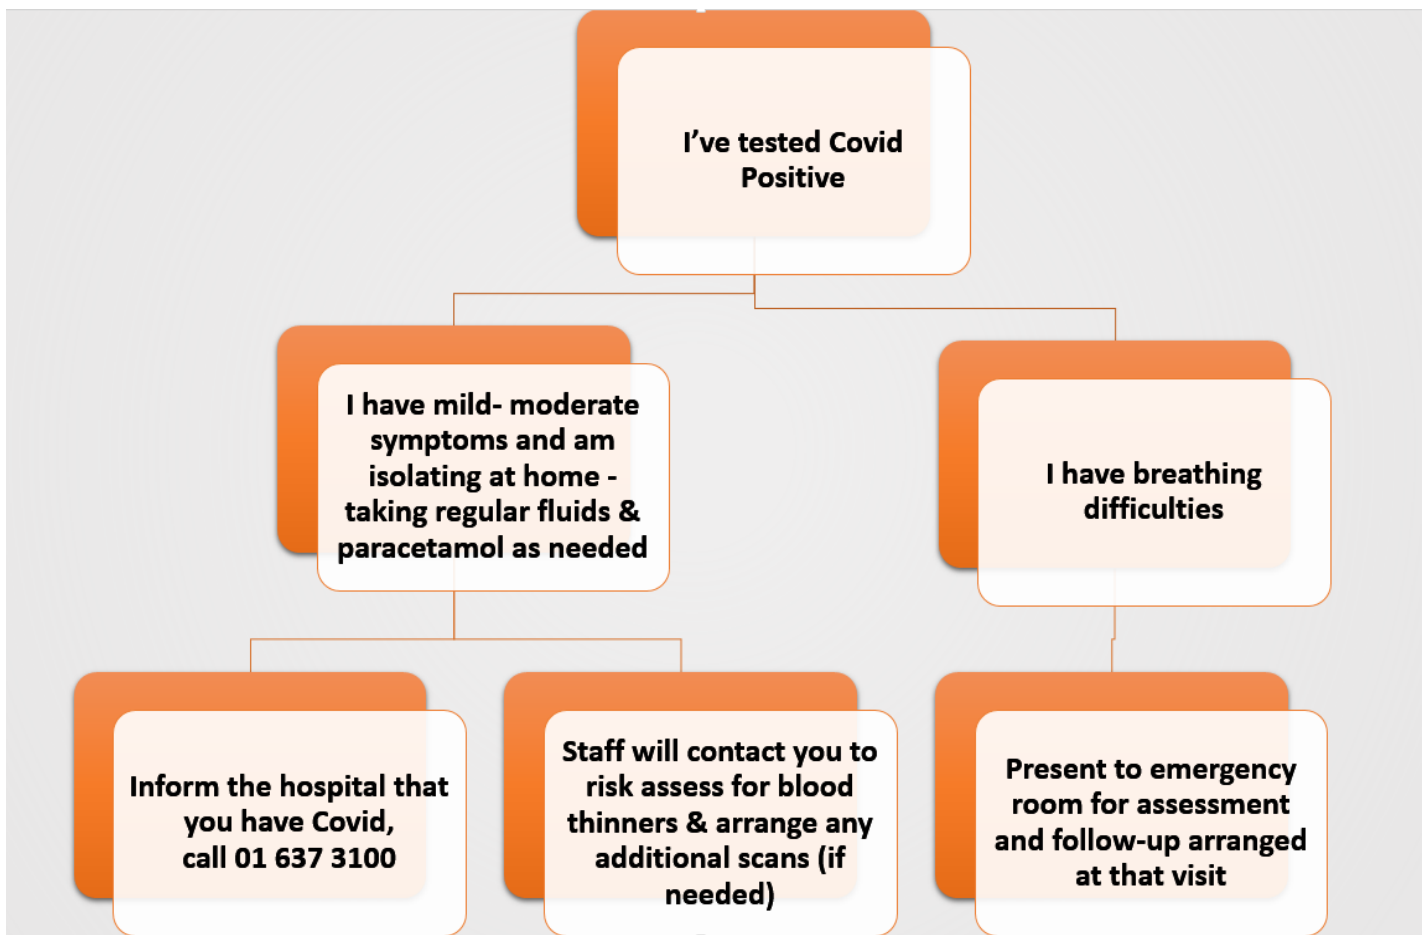 I've tested Covid
Positive
I have mild- moderate
symptoms and am
isolating at home -
taking regular fluids &
paracetamol as needed
I have breathing
difficulties
Inform the hospital that
you have Covid,
call 01 637 3100
Staff will contact you to
risk assess for blood
thinners & arrange any
additional scans (if
needed)
Present to emergency
room for assessment
and follow-up arranged
at that visit